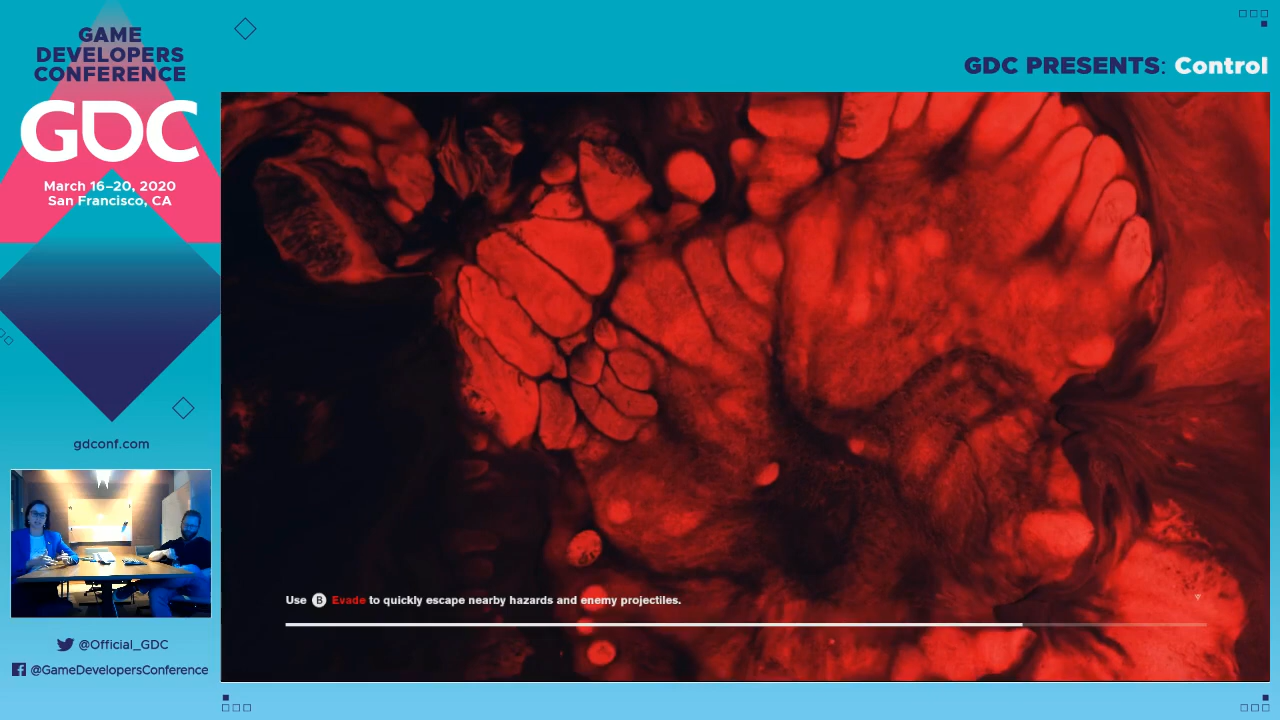 GAME
DEVELOPERS
CONFERENCE
GDC
March 16–20, 2020
San Francisco, CA
gdconf.com
@Official_GDC
@GameDevelopersConference
GDC PRESENTS: Control
Use B Evade to quickly escape nearby hazards and enemy projectiles.